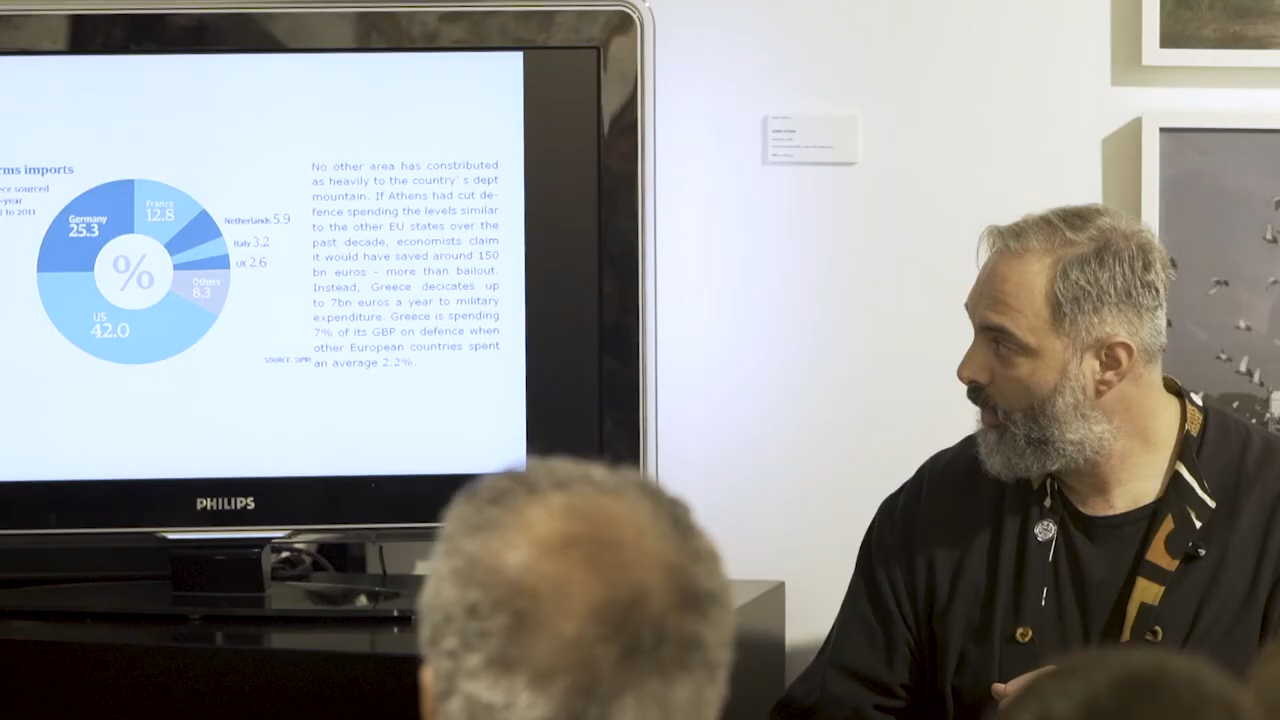 rms imports
ce sourced
-year
2 to 2011
Germany
25.3
France
12.8
Netherlands 5.9
Italy 3.2
UK 2.6
Others
8.3
US
42.0
%
SOURCE: SIPRI
No other area has contributed
as heavily to the country´s dept
mountain. If Athens had cut de-
fence spending the levels similar
to the other EU states over the
past decade, economists claim
it would have saved around 150
bn euros - more than bailout.
Instead, Greece decicates up
to 7bn euros a year to military
expenditure. Greece is spending
7% of its GBP on defence when
other European countries spent
an average 2.2%.
PHILIPS